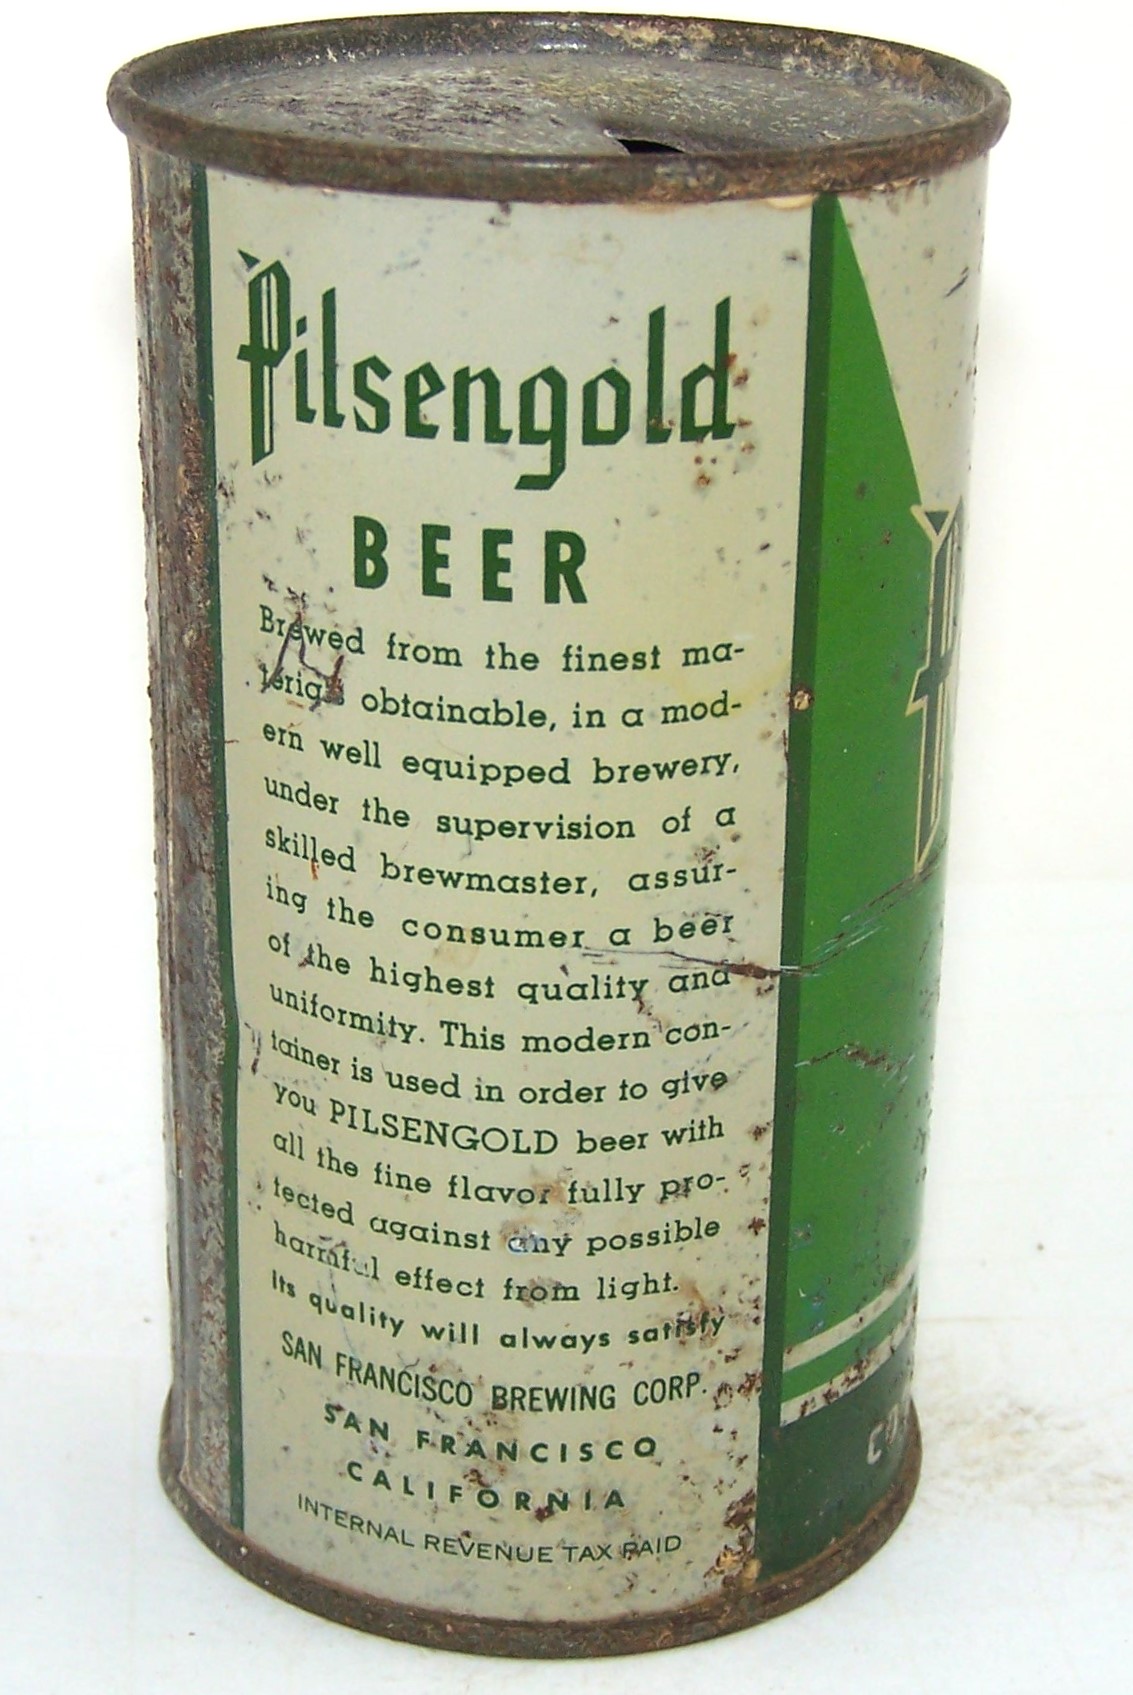 Pilsengold
BEER
Brewed from the finest ma-
terials obtainable, in a mod-
ern well equipped brewery,
under the supervision of a
skilled brewmaster, assur-
ing the consumer a beer
of the highest quality and
uniformity. This modern con-
tainer is used in order to give
you PILSENGOLD beer with
all the fine flavor fully pro-
tected against any possible
harmful effect from light.
Its quality will always satisfy
SAN FRANCISCO BREWING CORP.
SAN FRANCISCO
CALIFORNIA
INTERNAL REVENUE TAX PAID